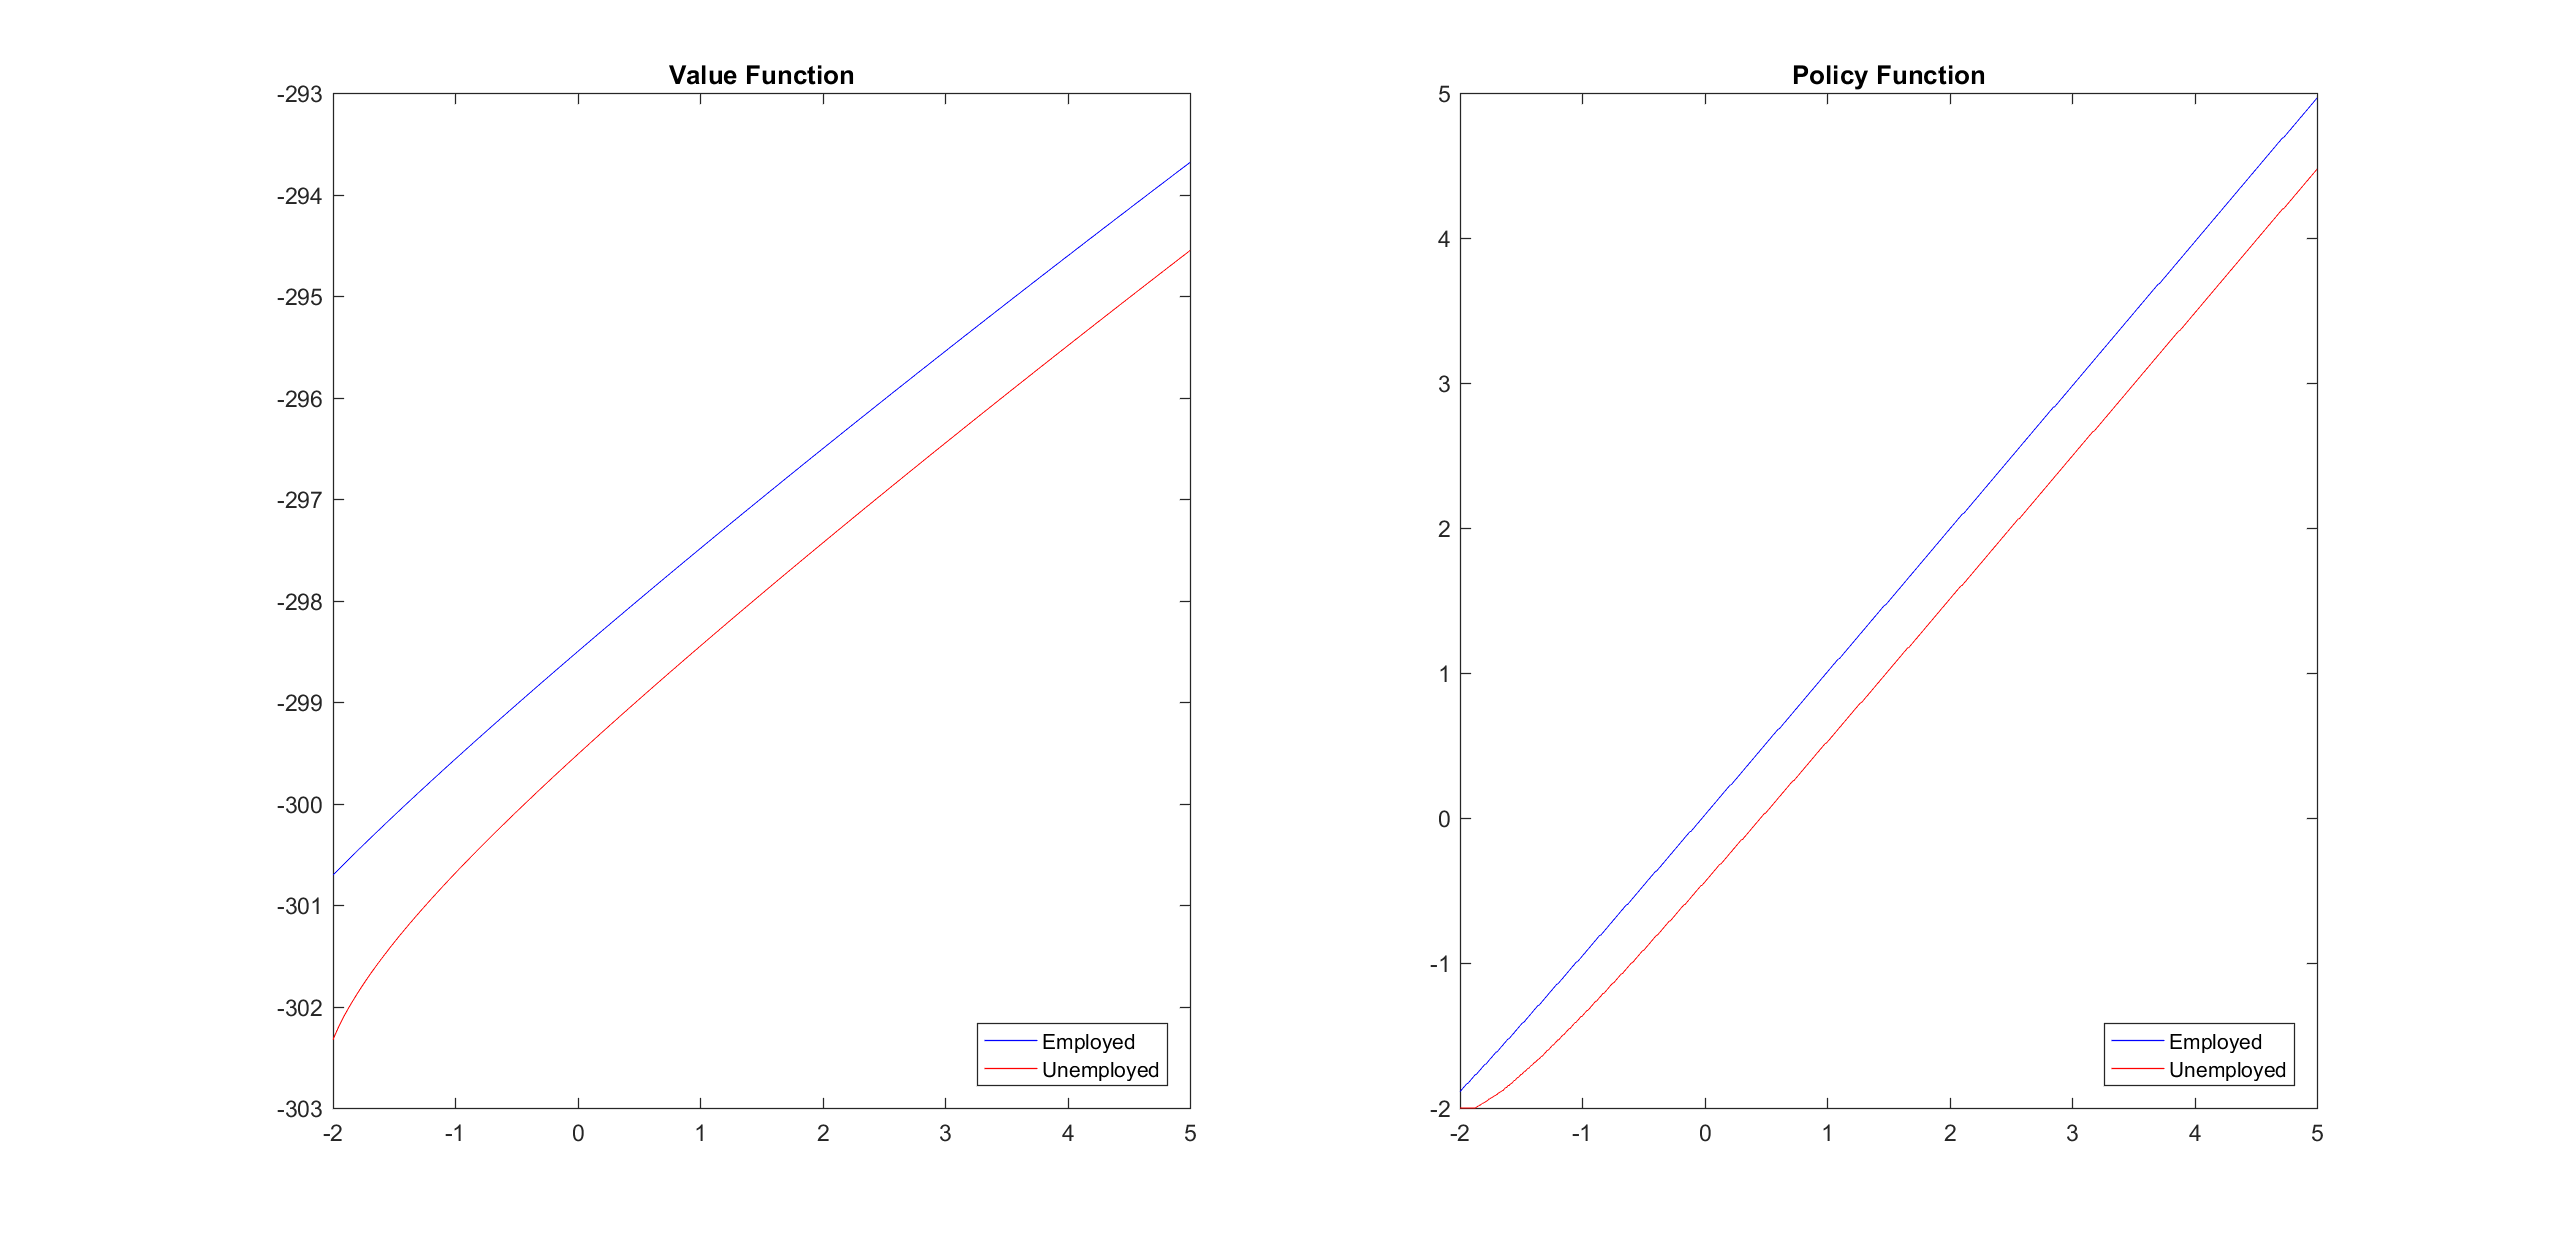 Value Function
-293
-294
-295
-296
-297
-298
-299
-300
-301
-302
-303
-2 -1 0 1 2 3 4 5
Employed
Unemployed
Policy Function
5
4
3
2
1
0
-1
-2
-2 -1 0 1 2 3 4 5
Employed
Unemployed